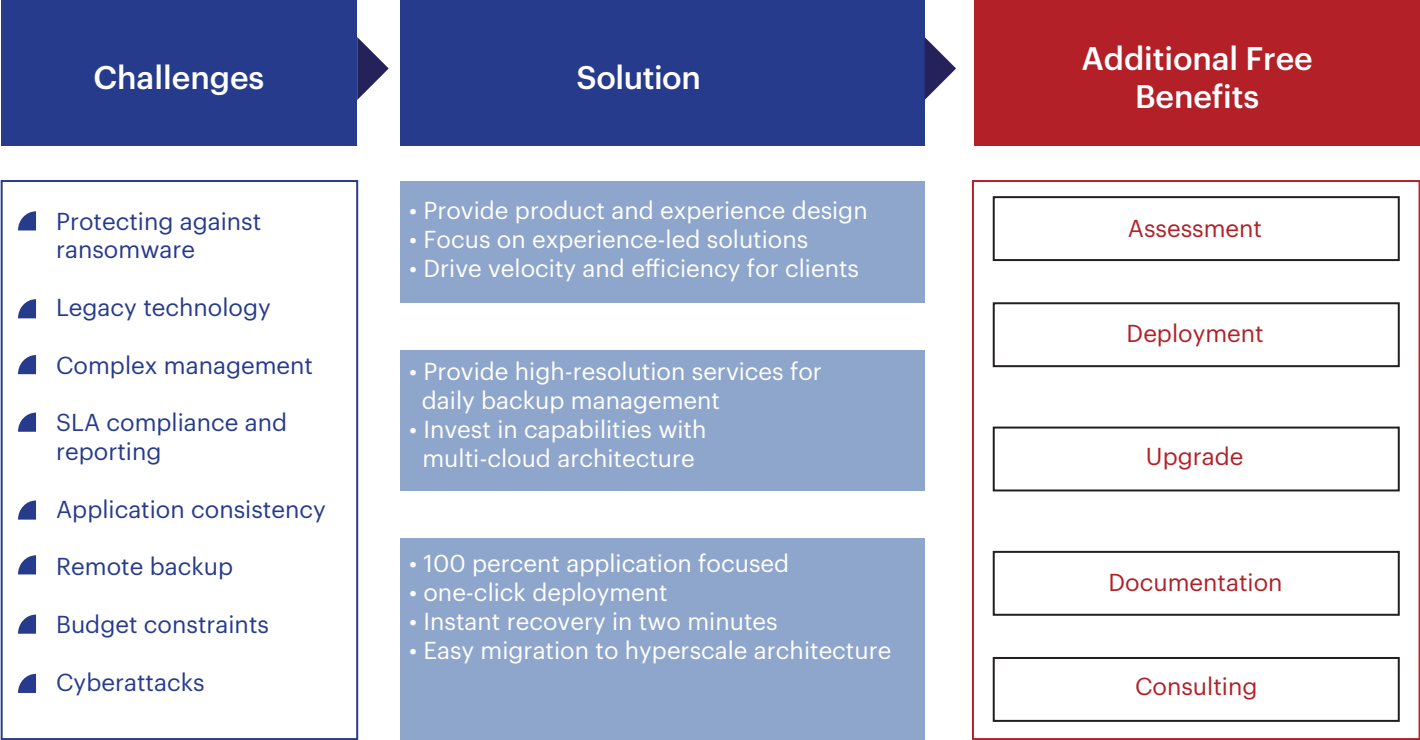 Challenges
Solution
Additional Free
Benefits
Protecting against
ransomware
Legacy technology
Complex management
SLA compliance and
reporting
Application consistency
Remote backup
Budget constraints
Cyberattacks
• Provide product and experience design
• Focus on experience-led solutions
• Drive velocity and efficiency for clients
• Provide high-resolution services for
daily backup management
• Invest in capabilities with
multi-cloud architecture
• 100 percent application focused
• one-click deployment
• Instant recovery in two minutes
• Easy migration to hyperscale architecture
Assessment
Deployment
Upgrade
Documentation
Consulting